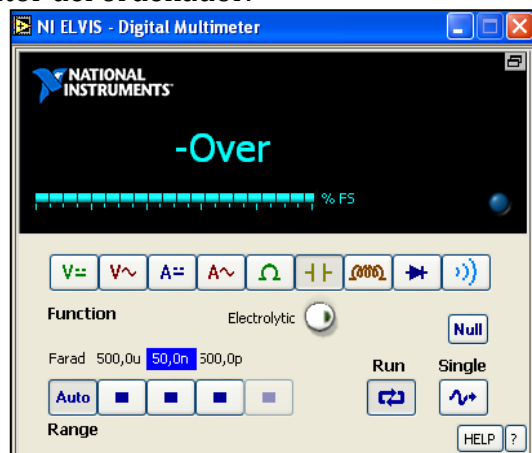 NI ELVIS - Digital Multimeter
NATIONAL
INSTRUMENTS
-Over
% FS
V
V
A
A
Ω
Function
Electrolytic
Null
Farad 500,0u 50,0n 500,0p
Run
Single
Auto
Range
HELP
?